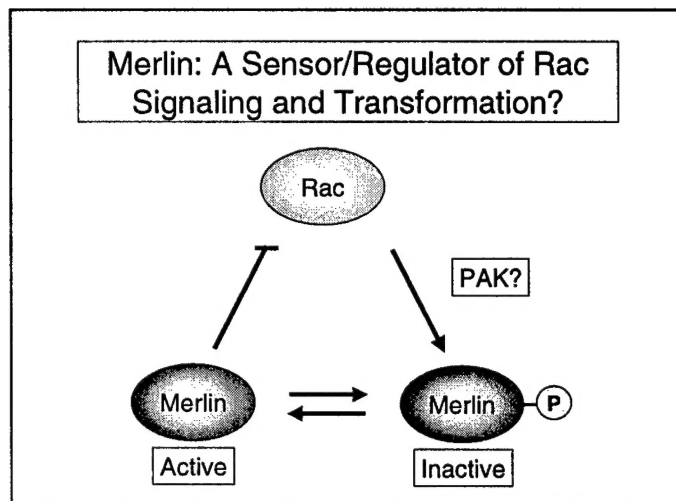 Merlin: A Sensor/Regulator of Rac
Signaling and Transformation?
Rac
PAK?
Merlin
Merlin
P
Active
Inactive